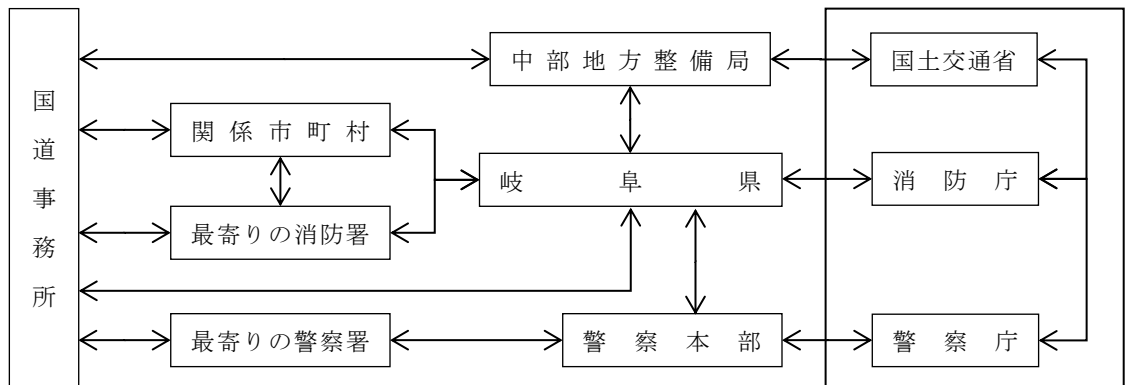 国道事務所
中部地方整備局
国土交通省
関係市町村
岐阜県
消防庁
最寄りの消防署
最寄りの警察署
警察本部
警察庁